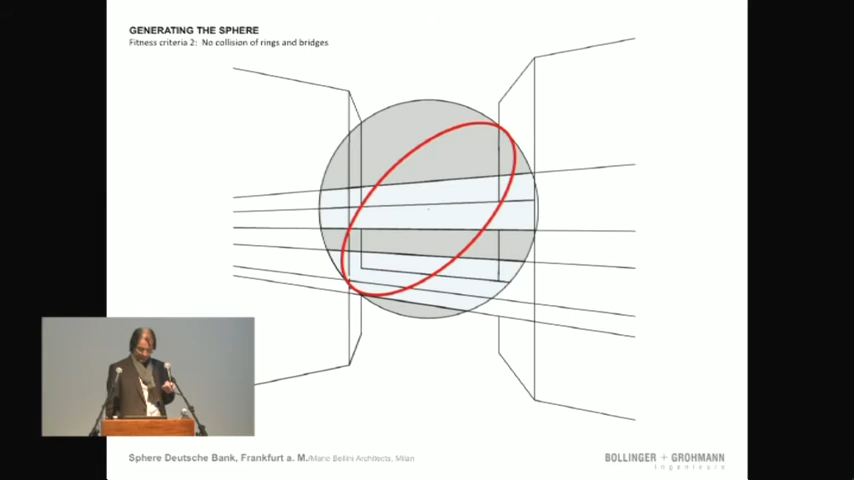 GENERATING THE SPHERE
Fitness criteria 2: No collision of rings and bridges
Sphere Deutsche Bank, Frankfurt a. M./Mario Bellini Architects, Milan
BOLLINGER + GROHMANN
Ingenieure